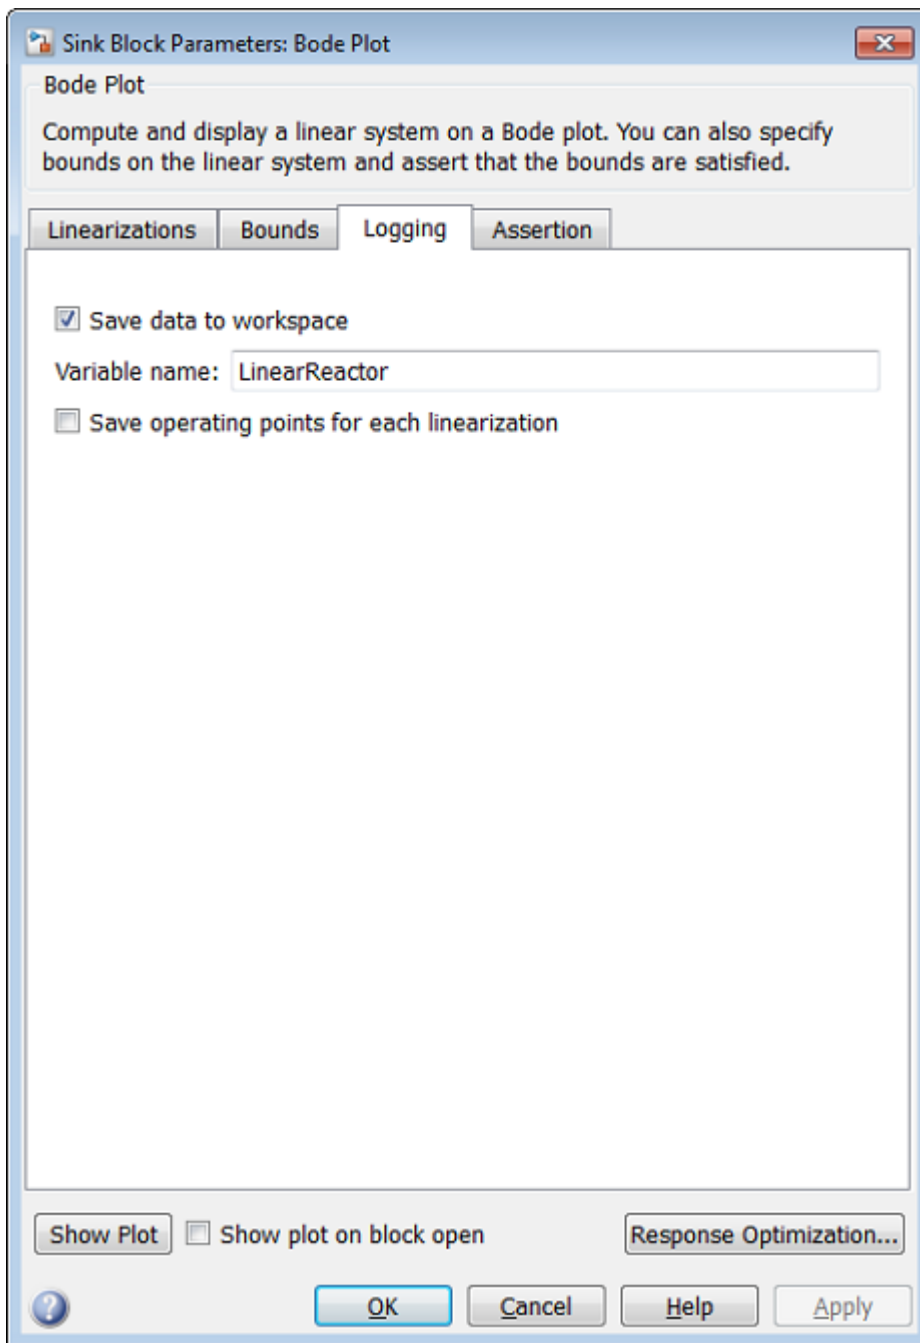 Sink Block Parameters: Bode Plot
Bode Plot
Compute and display a linear system on a Bode plot. You can also specify
bounds on the linear system and assert that the bounds are satisfied.
Linearizations Bounds Logging Assertion
Save data to workspace
Variable name: LinearReactor
Save operating points for each linearization
Show Plot Show plot on block open Response Optimization...
? OK Cancel Help Apply